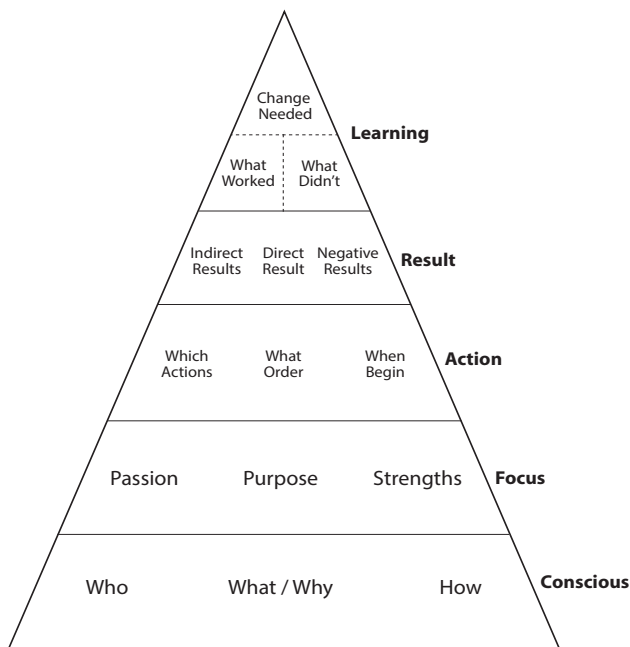 Change
Needed
Learning
What
Worked
What
Didn't
Indirect
Results
Direct
Result
Negative
Results
Result
Which
Actions
What
Order
When
Begin
Action
Passion
Purpose
Strengths
Focus
Who
What / Why
How
Conscious